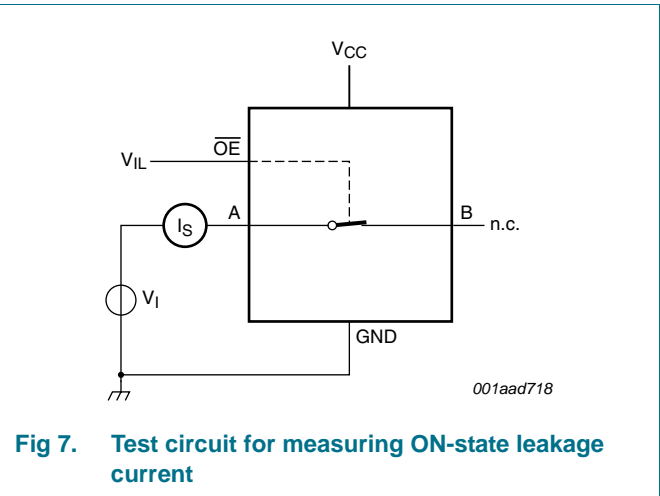 VCC
OE
VIL
A
IS
B
n.c.
VI
GND
001aad718
Fig 7. Test circuit for measuring ON-state leakage
current